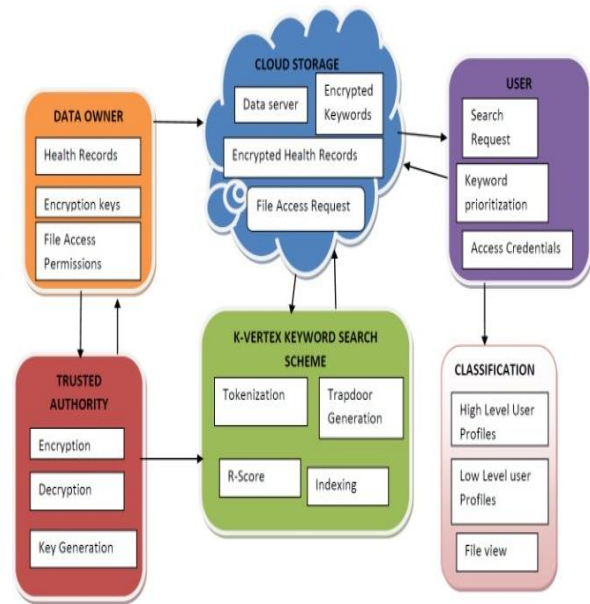 DATA OWNER
Health Records
Encryption keys
File Access
Permissions
CLOUD STORAGE
Data server
Encrypted
Keywords
Encrypted Health Records
File Access Request
USER
Search
Request
Keyword
prioritization
Access Credentials
TRUSTED
AUTHORITY
Encryption
Decryption
Key Generation
K-VERTEX KEYWORD SEARCH
SCHEME
Tokenization
Trapdoor
Generation
R-Score
Indexing
CLASSIFICATION
High Level User
Profiles
Low Level user
Profiles
File view